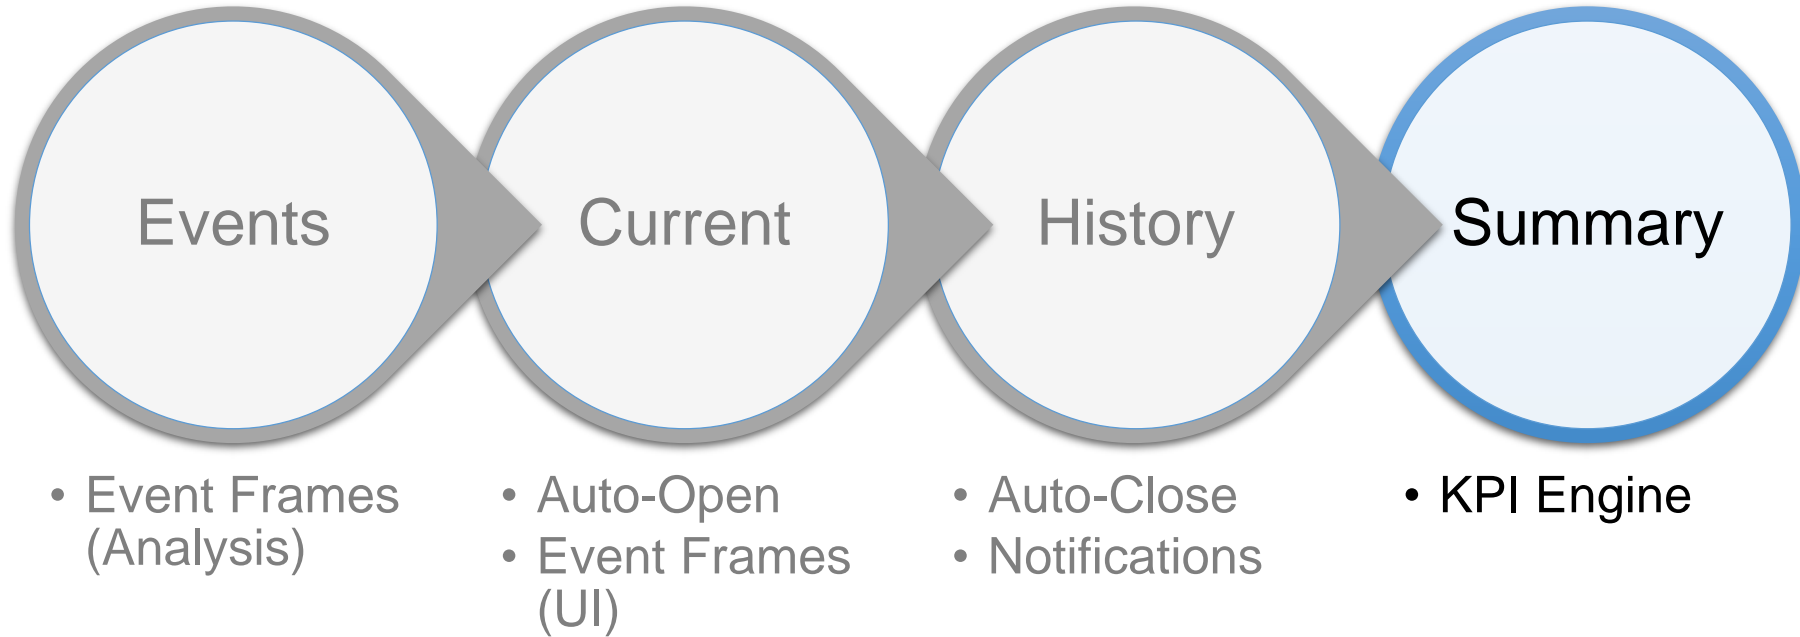 Events
Current
History
Summary
• Event Frames
(Analysis)
• Auto-Open
• Event Frames
(UI)
• Auto-Close
• Notifications
• KPI Engine